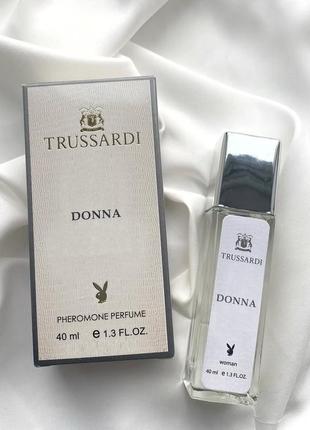 TRUSSARDI
DONNA
PHEROMONE PERFUME
40 ml e 1.3 FL.OZ.
TRUSSARDI
DONNA
woman
40 ml e 1.3 FL.OZ.